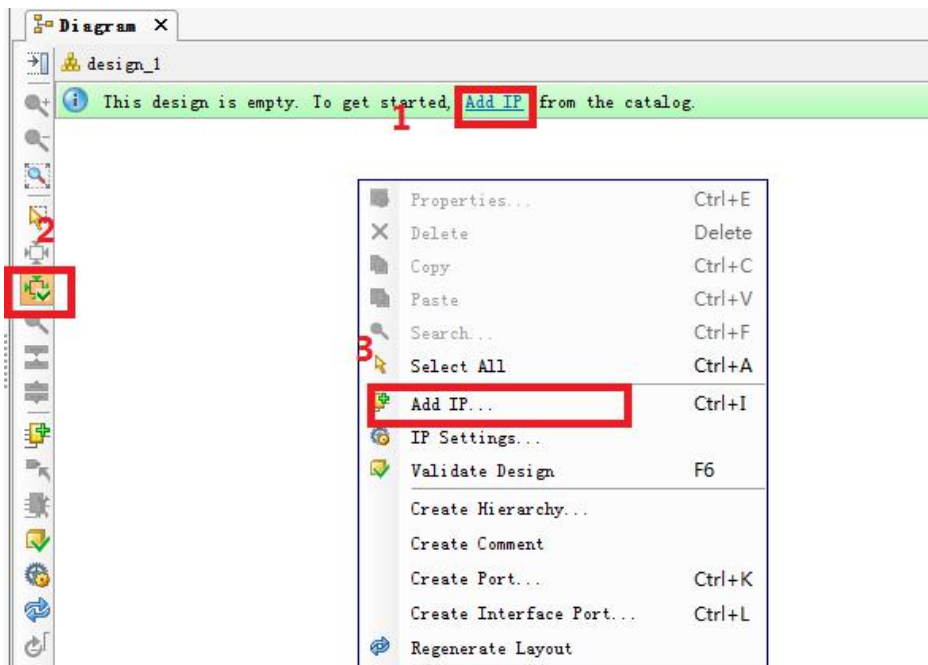 Diagram X
design_1
This design is empty. To get started, Add IP from the catalog.
1
Properties... Ctrl+E
2
Delete Delete
Copy Ctrl+C
Paste Ctrl+V
Search... Ctrl+F
3
Select All Ctrl+A
Add IP... Ctrl+I
IP Settings...
Validate Design F6
Create Hierarchy...
Create Comment
Create Port... Ctrl+K
Create Interface Port... Ctrl+L
Regenerate Layout